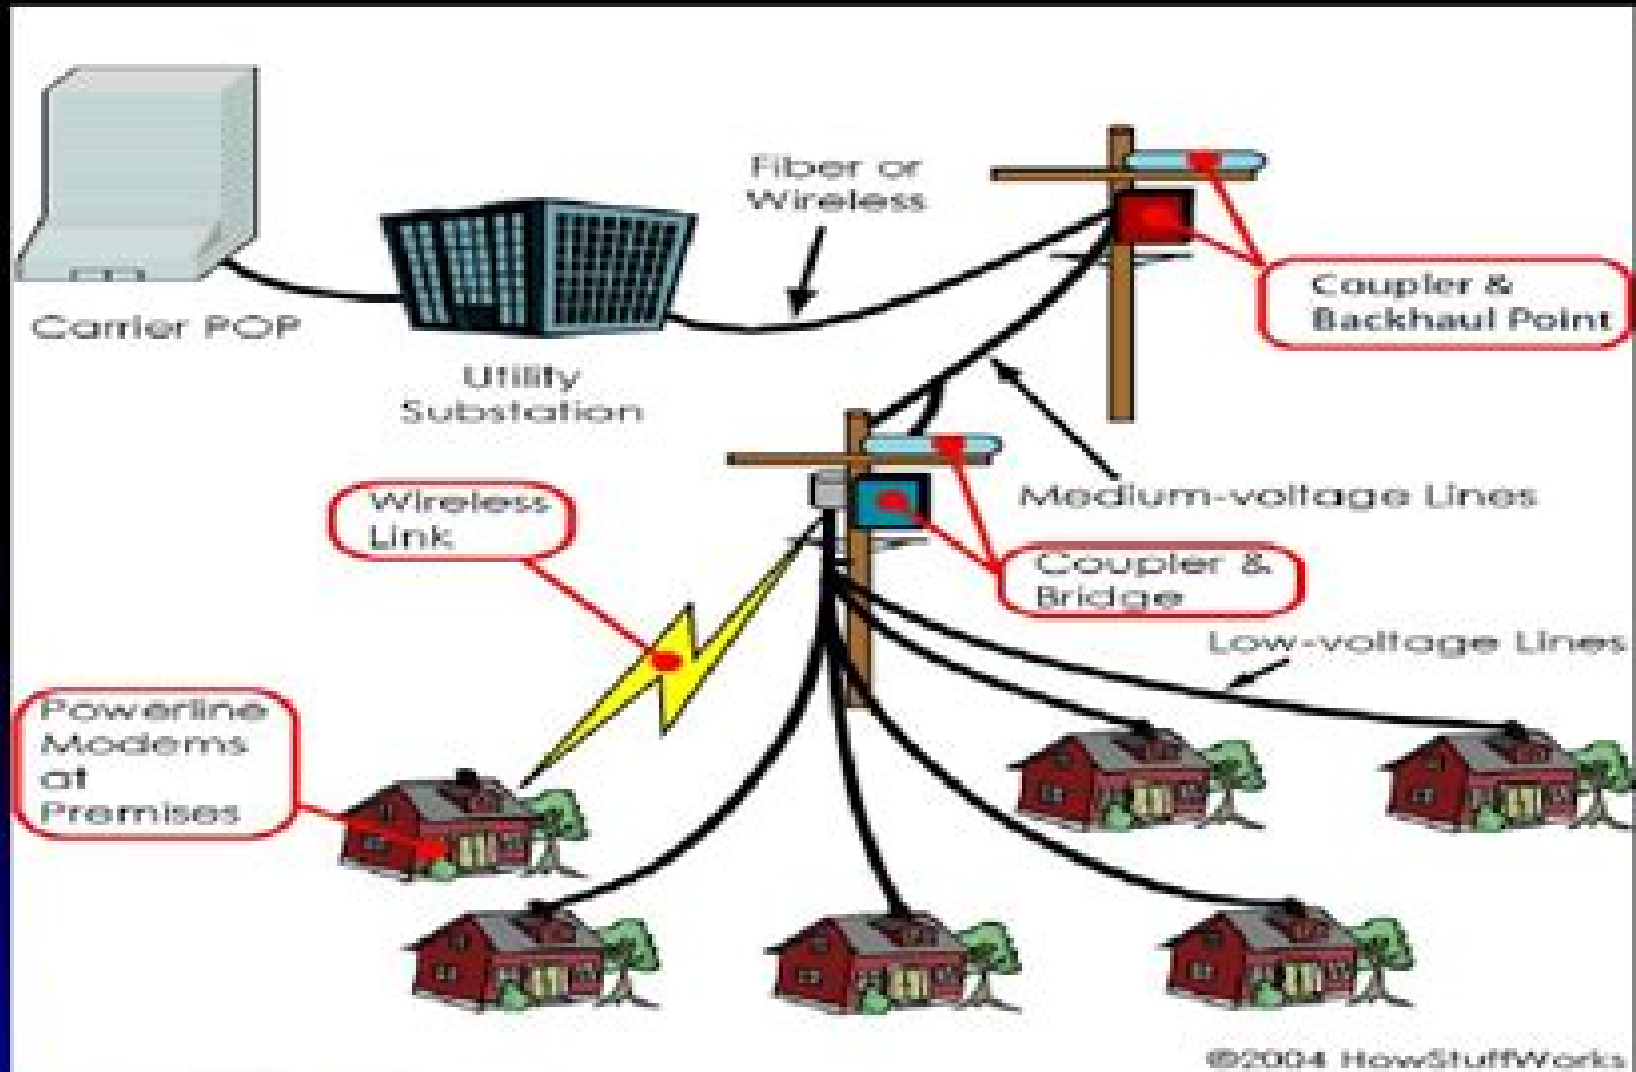 Fiber or
Wireless
Carrier POP
Utility
Substation
Coupler &
Backhaul Point
Wireless
Link
Medium-voltage Lines
Coupler &
Bridge
Low-voltage Lines
Powerline
Modems
at
Premises
©2004 HowStuffWorks